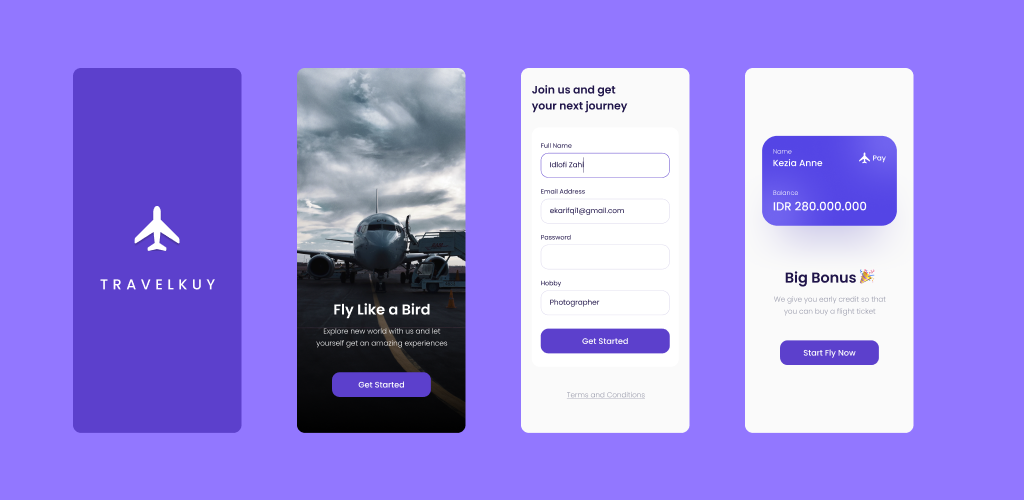 TRAVELKUY
Fly Like a Bird
Explore new world with us and let
yourself get an amazing experiences
Get Started
Join us and get
your next journey
Full Name
Idlofi Zahi
Email Address
ekarifqi1@gmail.com
Password
Hobby
Photographer
Get Started
Terms and Conditions
Name
Kezia Anne
Pay
Balance
IDR 280.000.000
Big Bonus 🎉
We give you early credit so that
you can buy a flight ticket
Start Fly Now